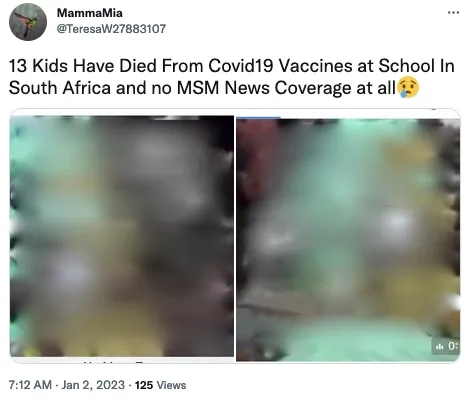 MammaMia
@TeresaW27883107
13 Kids Have Died From Covid19 Vaccines at School In
South Africa and no MSM News Coverage at all😢
0:
7:12 AM · Jan 2, 2023 · 125 Views